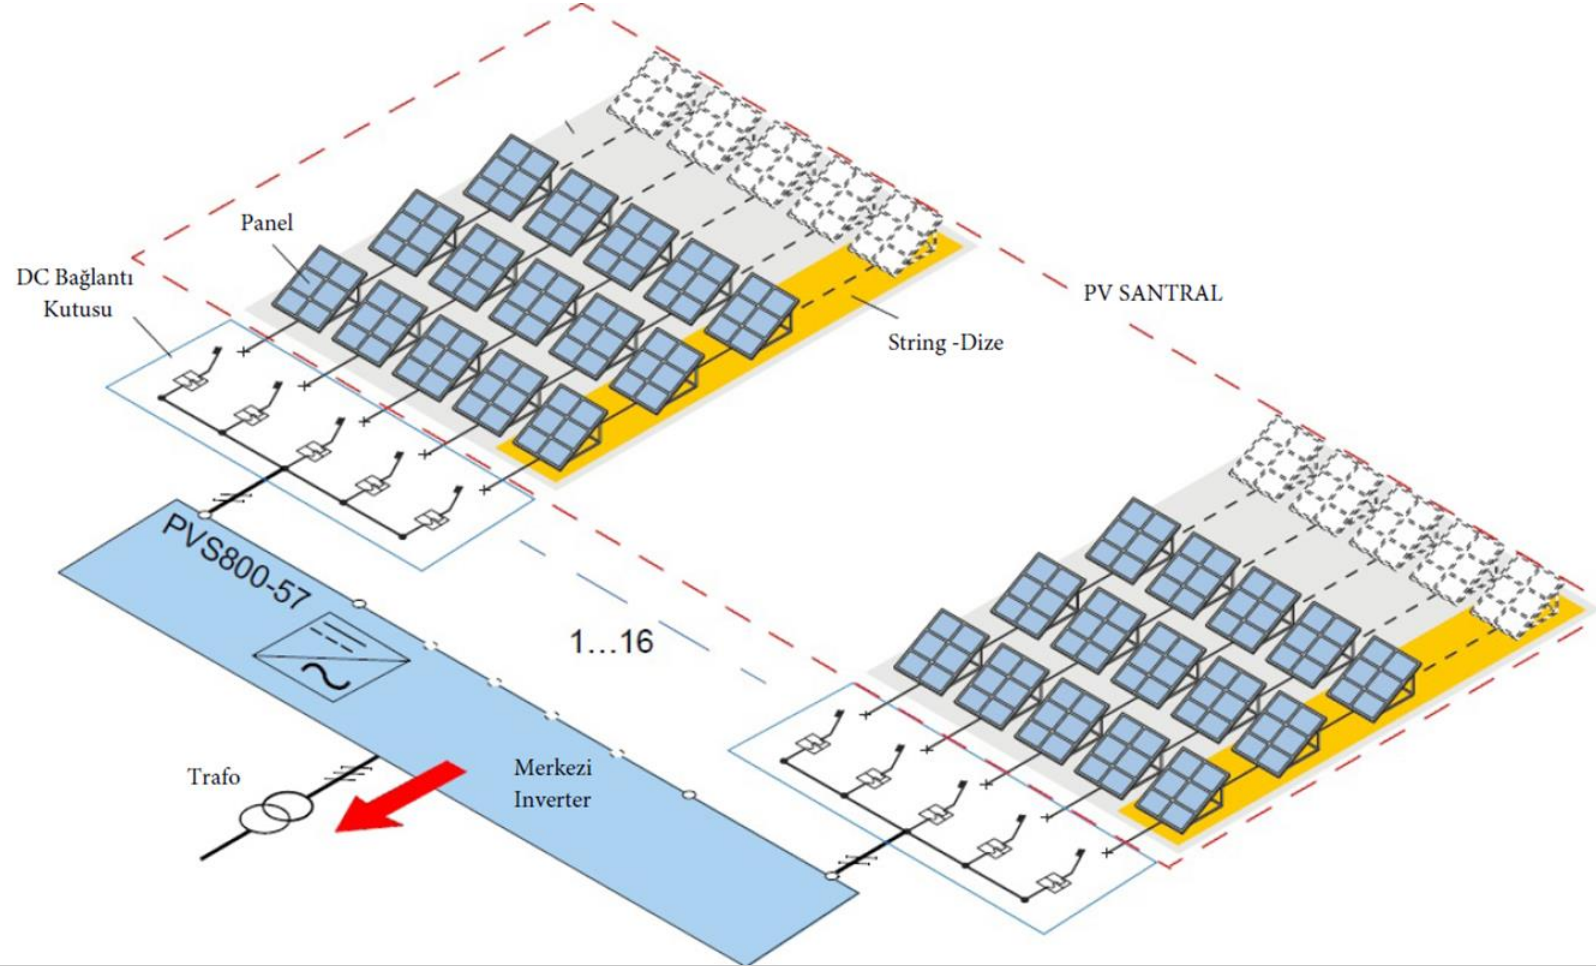 Panel
DC Bağlantı
Kutusu
PV SANTRAL
String -Dize
PVS800-57
1...16
Trafo
Merkezi
Inverter